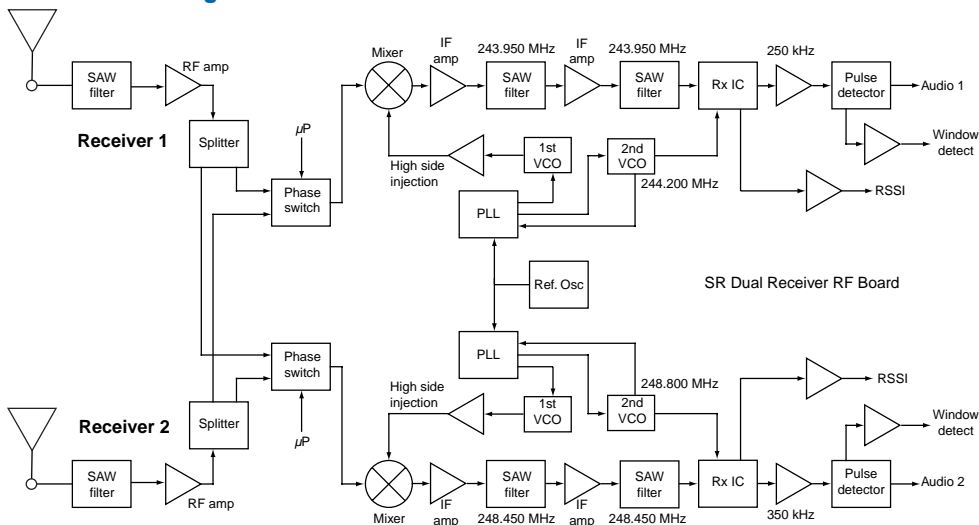 IF
amp
243.950 MHz
IF
amp
243.950 MHz
250 kHz
Mixer
RF amp
SAW
filter
SAW
filter
SAW
filter
Rx IC
Pulse
detector
Audio 1
Receiver 1
Splitter
µP
High side
injection
1st
VCO
2nd
VCO
244.200 MHz
Window
detect
Phase
switch
PLL
RSSI
Ref. Osc
SR Dual Receiver RF Board
Phase
switch
PLL
High side
injection
248.800 MHz
RSSI
1st
VCO
2nd
VCO
Receiver 2
Splitter
µP
Window
detect
SAW
filter
RF amp
Mixer
IF
amp
SAW
filter
248.450 MHz
IF
amp
SAW
filter
248.450 MHz
Rx IC
350 kHz
Pulse
detector
Audio 2